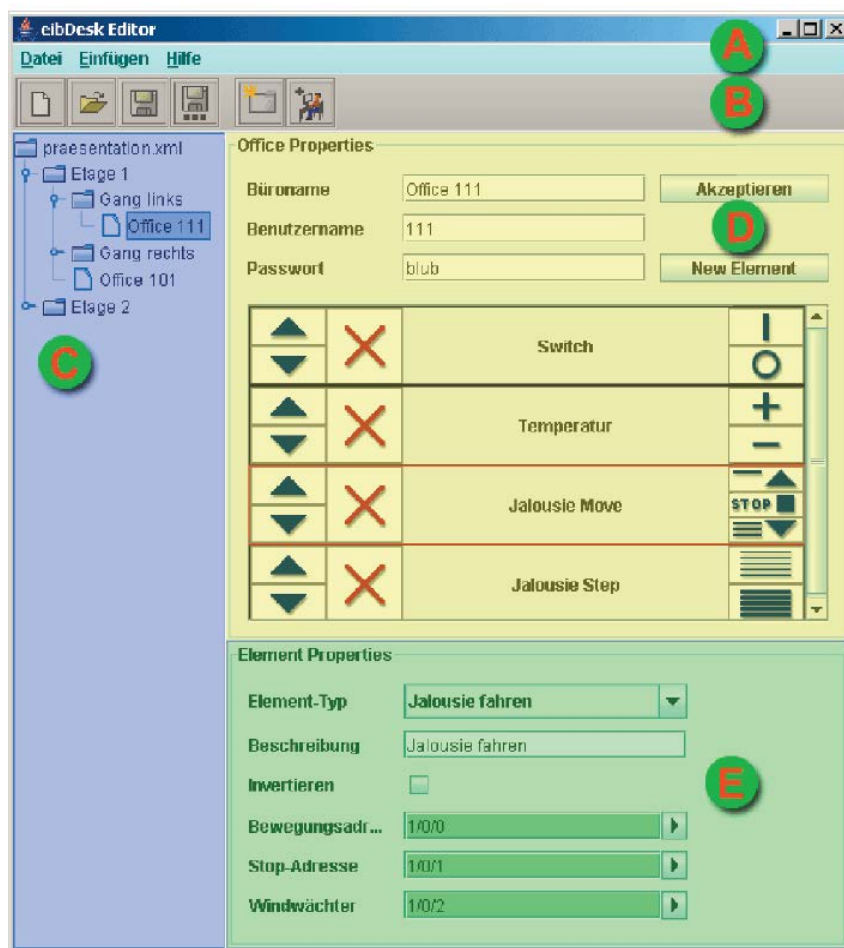 cibDesk Editor
A
Datei Einfügen Hilfe
B
praesentation.xml
Etage 1
Gang links
Office 111
Gang rechts
Office 101
Etage 2
C
Office Properties
Büroname Office 111 Akzeptieren
Benutzername 111
D
Passwort blub New Element
Switch
Temperatur
Jalousie Move
STOP
Jalousie Step
Element Properties
Element-Typ Jalousie fahren
Beschreibung Jalousie fahren
Invertieren
E
Bewegungsadr... 1/0/0
Stop-Adresse 1/0/1
Windwächter 1/0/2